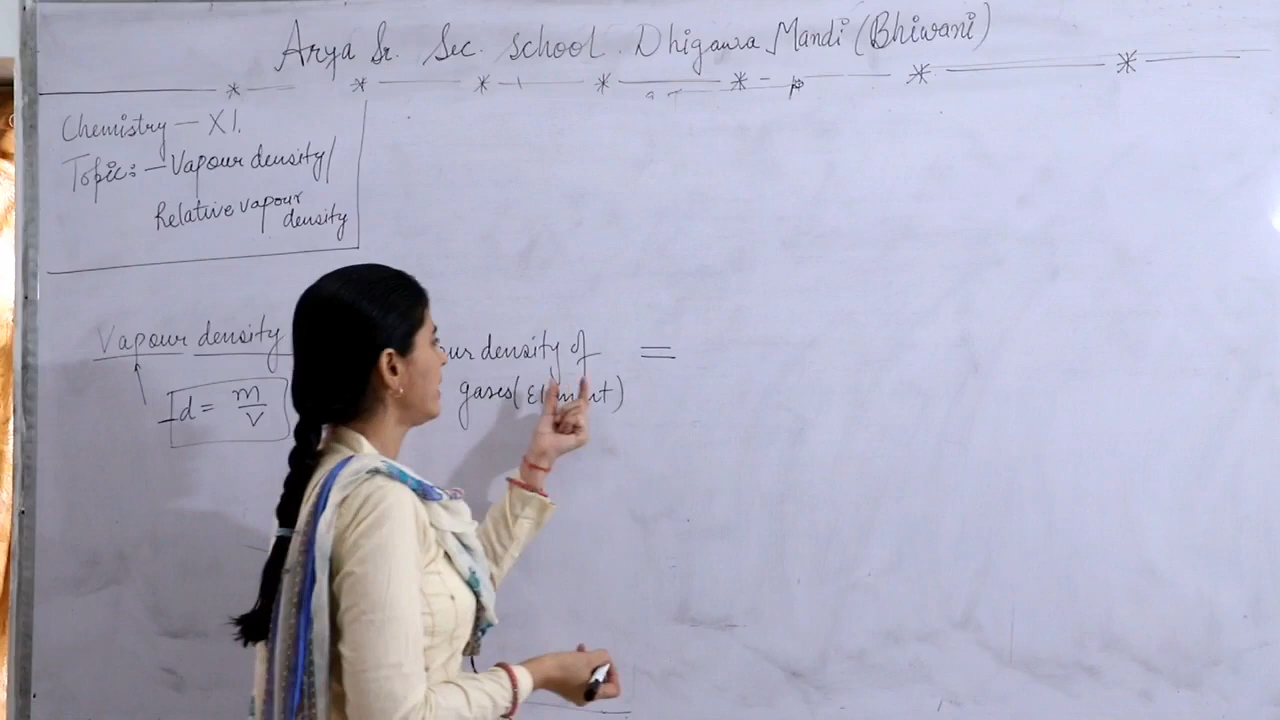 Arya Sr. Sec. School. Dhigawa Mandi (Bhiwani)
Chemistry — XI.
Topic: — Vapour density/
Relative vapour
density
Vapour density
d = m/v
density of =
gases (Element)